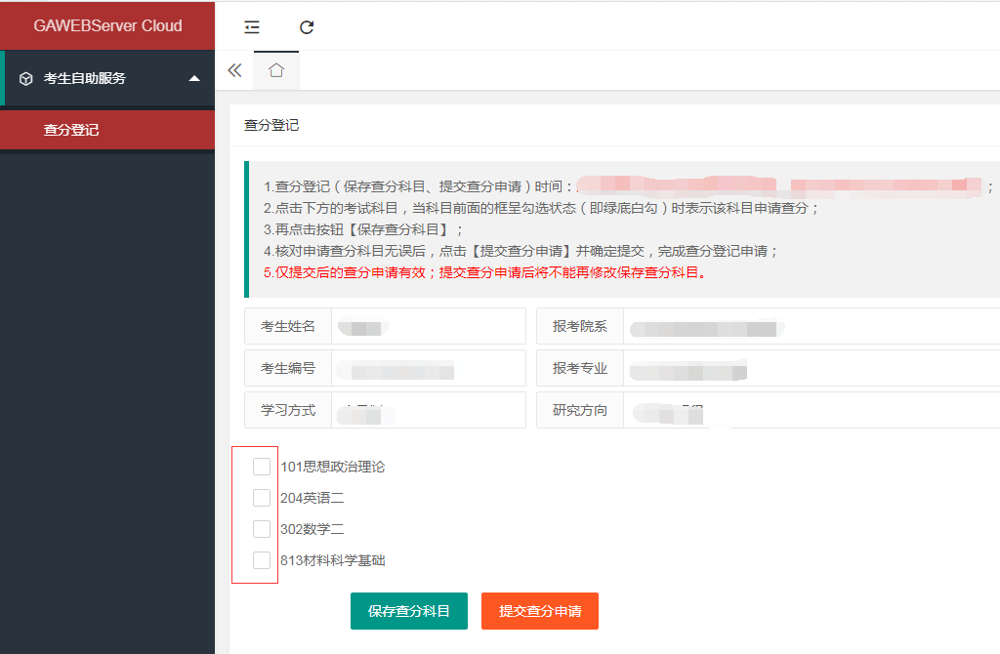 GAWEBServer Cloud
考生自助服务
查分登记
查分登记
1.查分登记（保存查分科目、提交查分申请）时间：
；
2.点击下方的考试科目，当科目前面的框呈勾选状态（即绿底白勾）时表示该科目申请查分；
3.再点击按钮【保存查分科目】；
4.核对申请查分科目无误后，点击【提交查分申请】并确定提交，完成查分登记申请；
5.仅提交后的查分申请有效；提交查分申请后将不能再修改保存查分科目。
考生姓名
报考院系
考生编号
报考专业
学习方式
研究方向
101思想政治理论
204英语二
302数学二
813材料科学基础
保存查分科目
提交查分申请